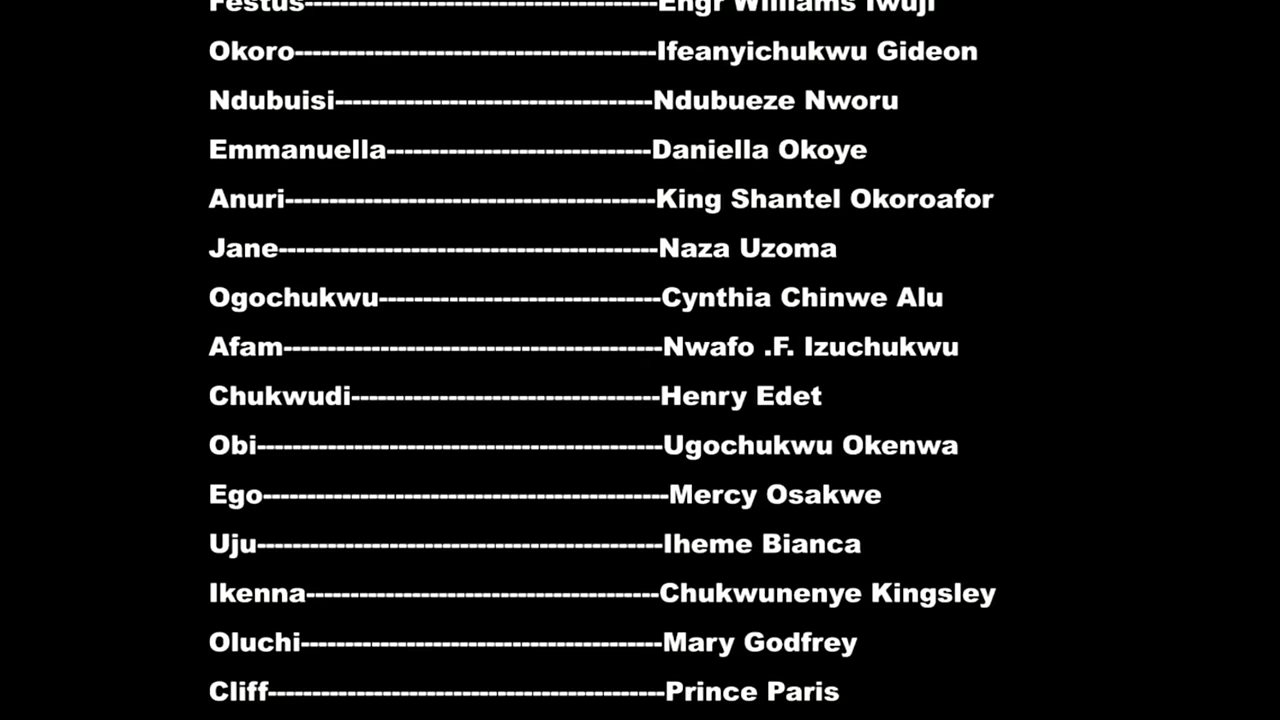 Festus----------------------------------------Engr Williams Iwuji
Okoro-----------------------------------------Ifeanyichukwu Gideon
Ndubuisi------------------------------------Ndubueze Nworu
Emmanuella------------------------------Daniella Okoye
Anuri------------------------------------------King Shantel Okoroafor
Jane-------------------------------------------Naza Uzoma
Ogochukwu--------------------------------Cynthia Chinwe Alu
Afam-------------------------------------------Nwafo .F. Izuchukwu
Chukwudi-----------------------------------Henry Edet
Obi----------------------------------------------Ugochukwu Okenwa
Ego----------------------------------------------Mercy Osakwe
Uju----------------------------------------------Iheme Bianca
Ikenna----------------------------------------Chukwunenye Kingsley
Oluchi-----------------------------------------Mary Godfrey
Cliff---------------------------------------------Prince Paris